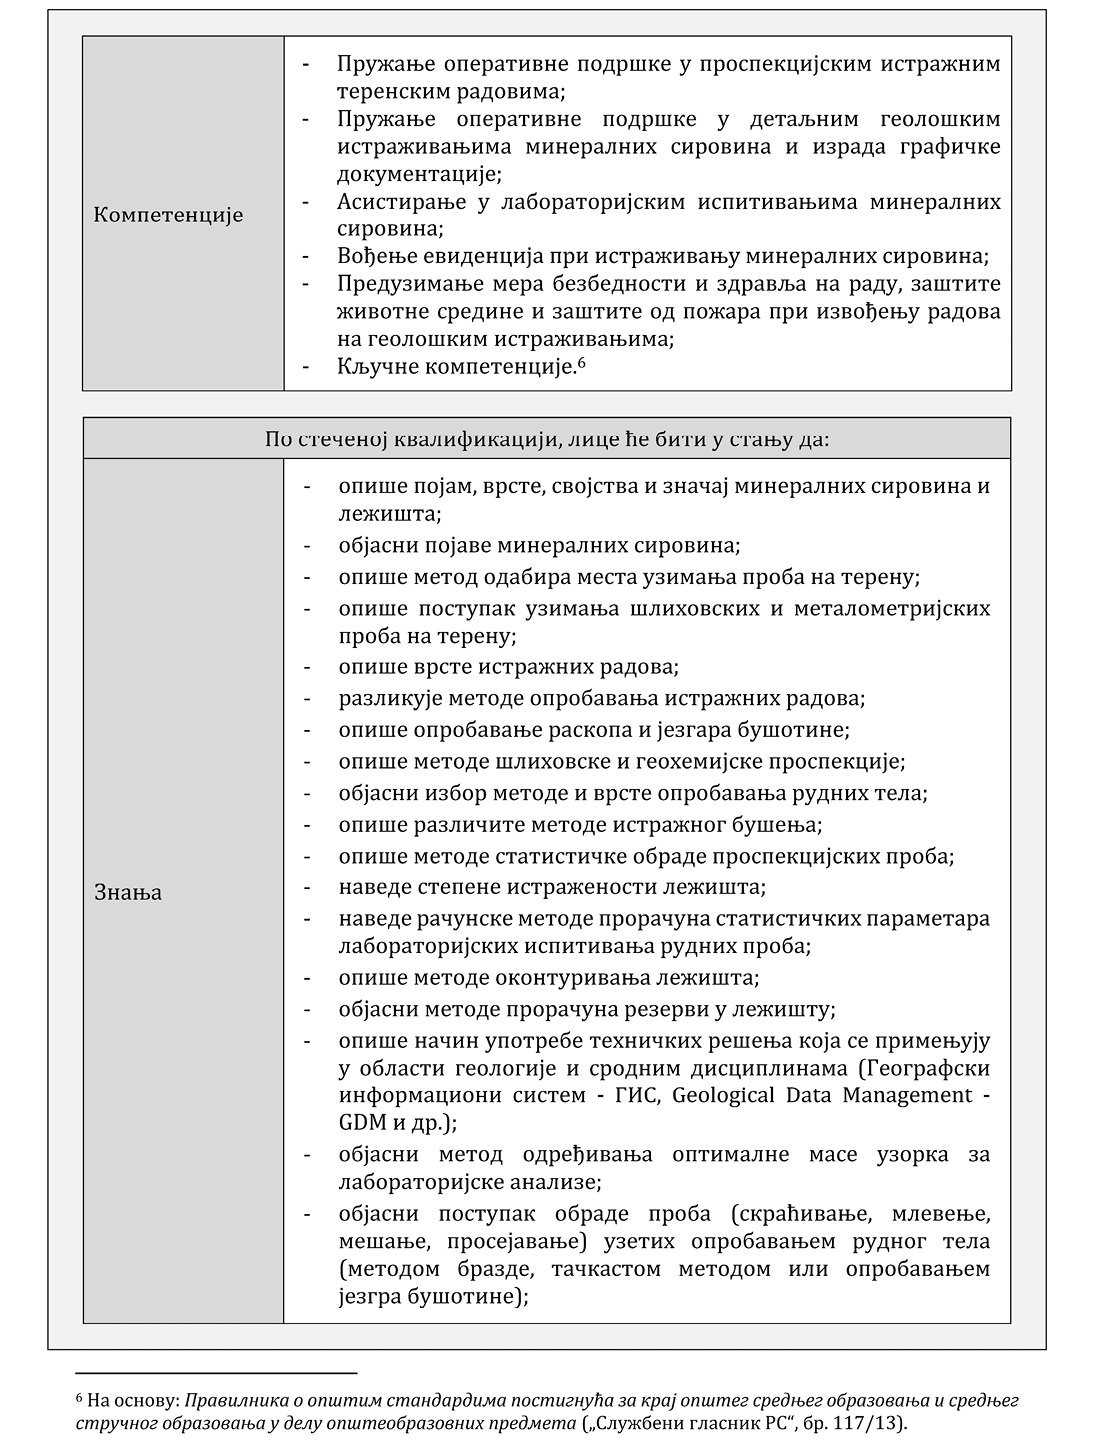 - Пружање оперативне подршке у проспекцијским истражним
теренским радовима;
- Пружање оперативне подршке у детаљним геолошким
истраживањима минералних сировина и израда графичке
документације;
- Асистирање у лабораторијским испитивањима минералних
сировина;
Компетенције
- Вођење евиденција при истраживању минералних сировина;
- Предузимање мера безбедности и здравља на раду, заштите
животне средине и заштите од пожара при извођењу радова
на геолошким истраживањима;
- Кључне компетенције.⁶
По стеченој квалификацији, лице ће бити у стању да:
- опише појам, врсте, својства и значај минералних сировина и
лежишта;
- објасни појаве минералних сировина;
- опише метод одабира места узимања проба на терену;
- опише поступак узимања шлиховских и металометријских
проба на терену;
- опише врсте истражних радова;
- разликује методе опробавања истражних радова;
- опише опробавање раскопа и језгара бушотине;
- опише методе шлиховске и геохемијске проспекције;
- објасни избор методе и врсте опробавања рудних тела;
- опише различите методе истражног бушења;
- опише методе статистичке обраде проспекцијских проба;
Знања
- наведе степене истражености лежишта;
- наведе рачунске методе прорачуна статистичких параметара
лабораторијских испитивања рудних проба;
- опише методе оконтуривања лежишта;
- објасни методе прорачуна резерви у лежишту;
- опише начин употребе техничких решења која се примењују
у области геологије и сродним дисциплинама (Географски
информациони систем - ГИС, Geological Data Management -
GDM и др.);
- објасни метод одређивања оптималне масе узорка за
лабораторијске анализе;
- објасни поступак обраде проба (скраћивање, млевење,
мешање, просејавање) узетих опробавањем рудног тела
(методом бразде, тачкастом методом или опробавањем
језгра бушотине);
⁶ На основу: Правилника о општим стандардима постигнућа за крај општег средњег образовања и средњег
стручног образовања у делу општеобразовних предмета („Службени гласник РС“, бр. 117/13).